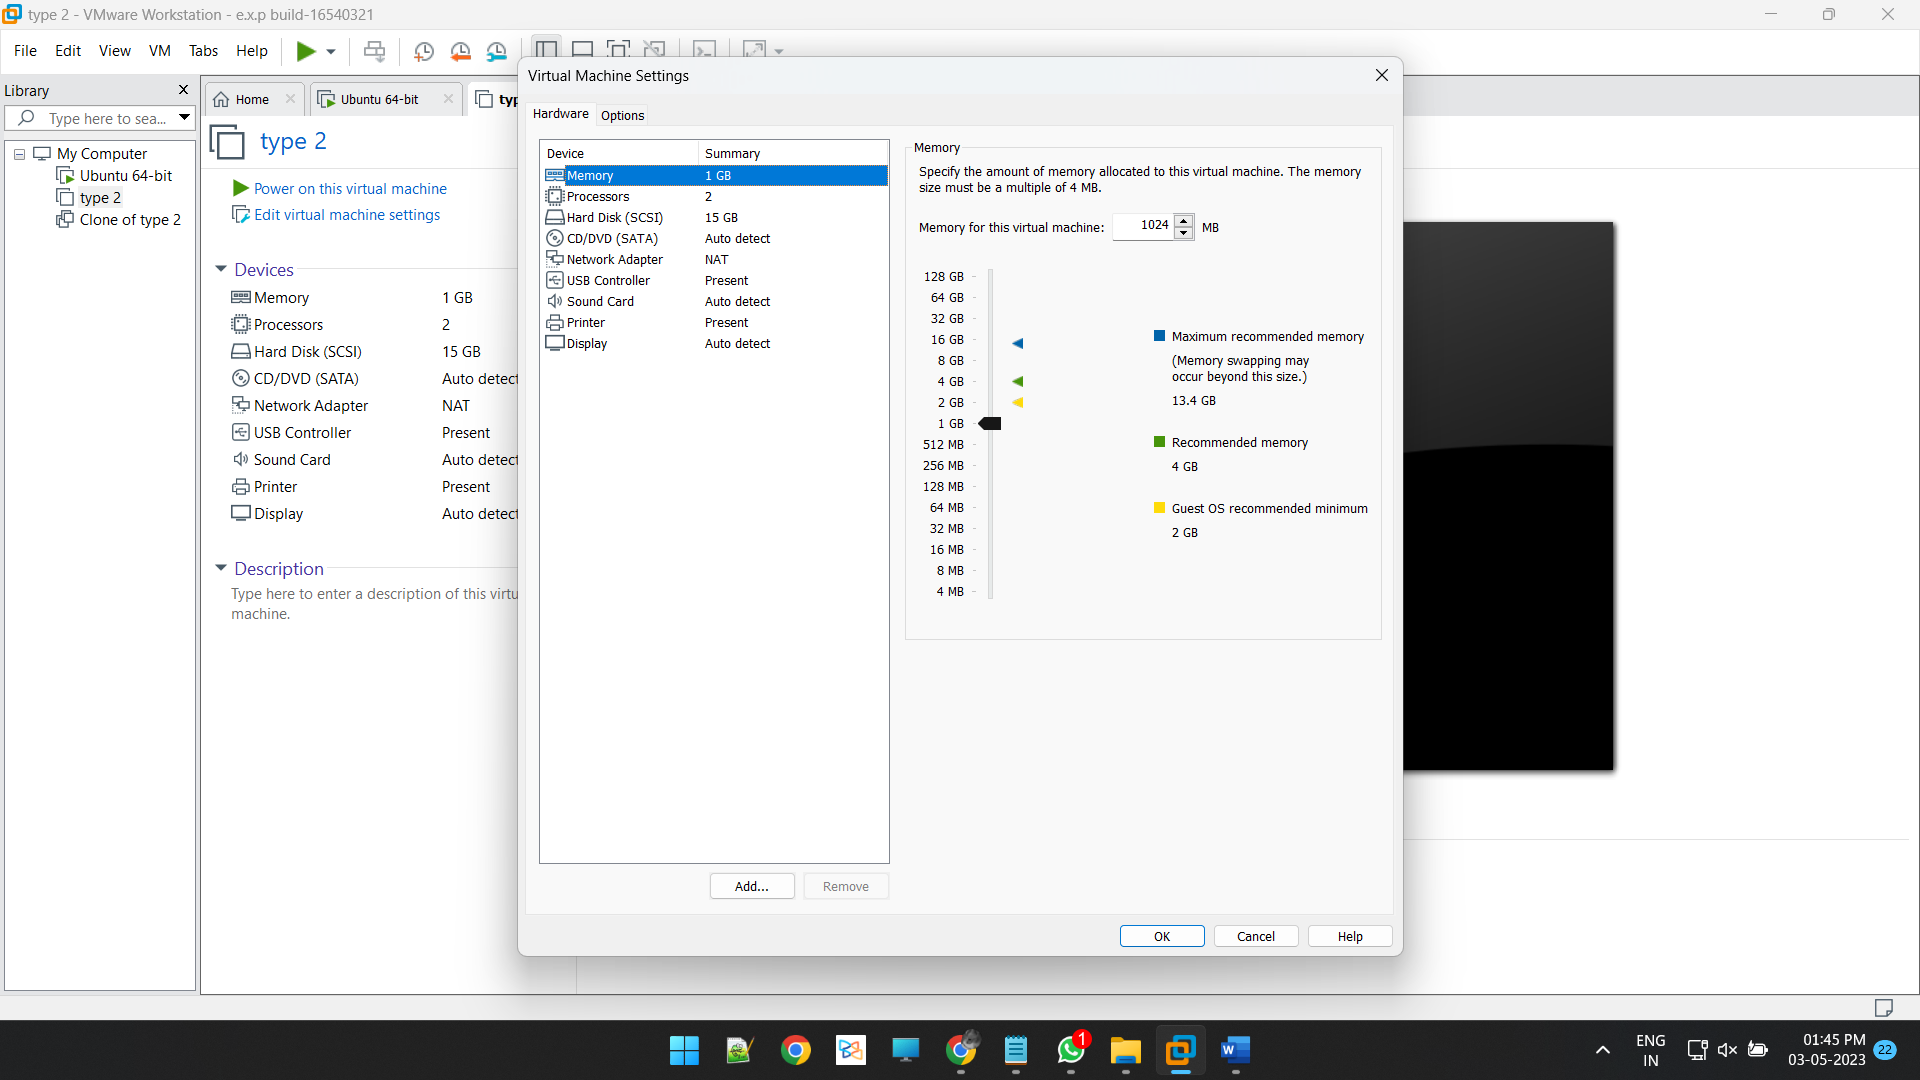 type 2 - VMware Workstation - e.x.p build-16540321
File Edit View VM Tabs Help
Library
Type here to sea...
My Computer
Ubuntu 64-bit
type 2
Clone of type 2
Home
Ubuntu 64-bit
typ
type 2
Power on this virtual machine
Edit virtual machine settings
Devices
Memory 1 GB
Processors 2
Hard Disk (SCSI) 15 GB
CD/DVD (SATA) Auto detect
Network Adapter NAT
USB Controller Present
Sound Card Auto detect
Printer Present
Display Auto detect
Description
Type here to enter a description of this virtu
machine.
Virtual Machine Settings
Hardware Options
Device Summary
Memory 1 GB
Processors 2
Hard Disk (SCSI) 15 GB
CD/DVD (SATA) Auto detect
Network Adapter NAT
USB Controller Present
Sound Card Auto detect
Printer Present
Display Auto detect
Add... Remove
Memory
Specify the amount of memory allocated to this virtual machine. The memory
size must be a multiple of 4 MB.
Memory for this virtual machine: 1024 MB
128 GB
64 GB
32 GB
16 GB
8 GB
4 GB
2 GB
1 GB
512 MB
256 MB
128 MB
64 MB
32 MB
16 MB
8 MB
4 MB
Maximum recommended memory
(Memory swapping may
occur beyond this size.)
13.4 GB
Recommended memory
4 GB
Guest OS recommended minimum
2 GB
OK Cancel Help
1
W
ENG
IN
01:45 PM
03-05-2023
22